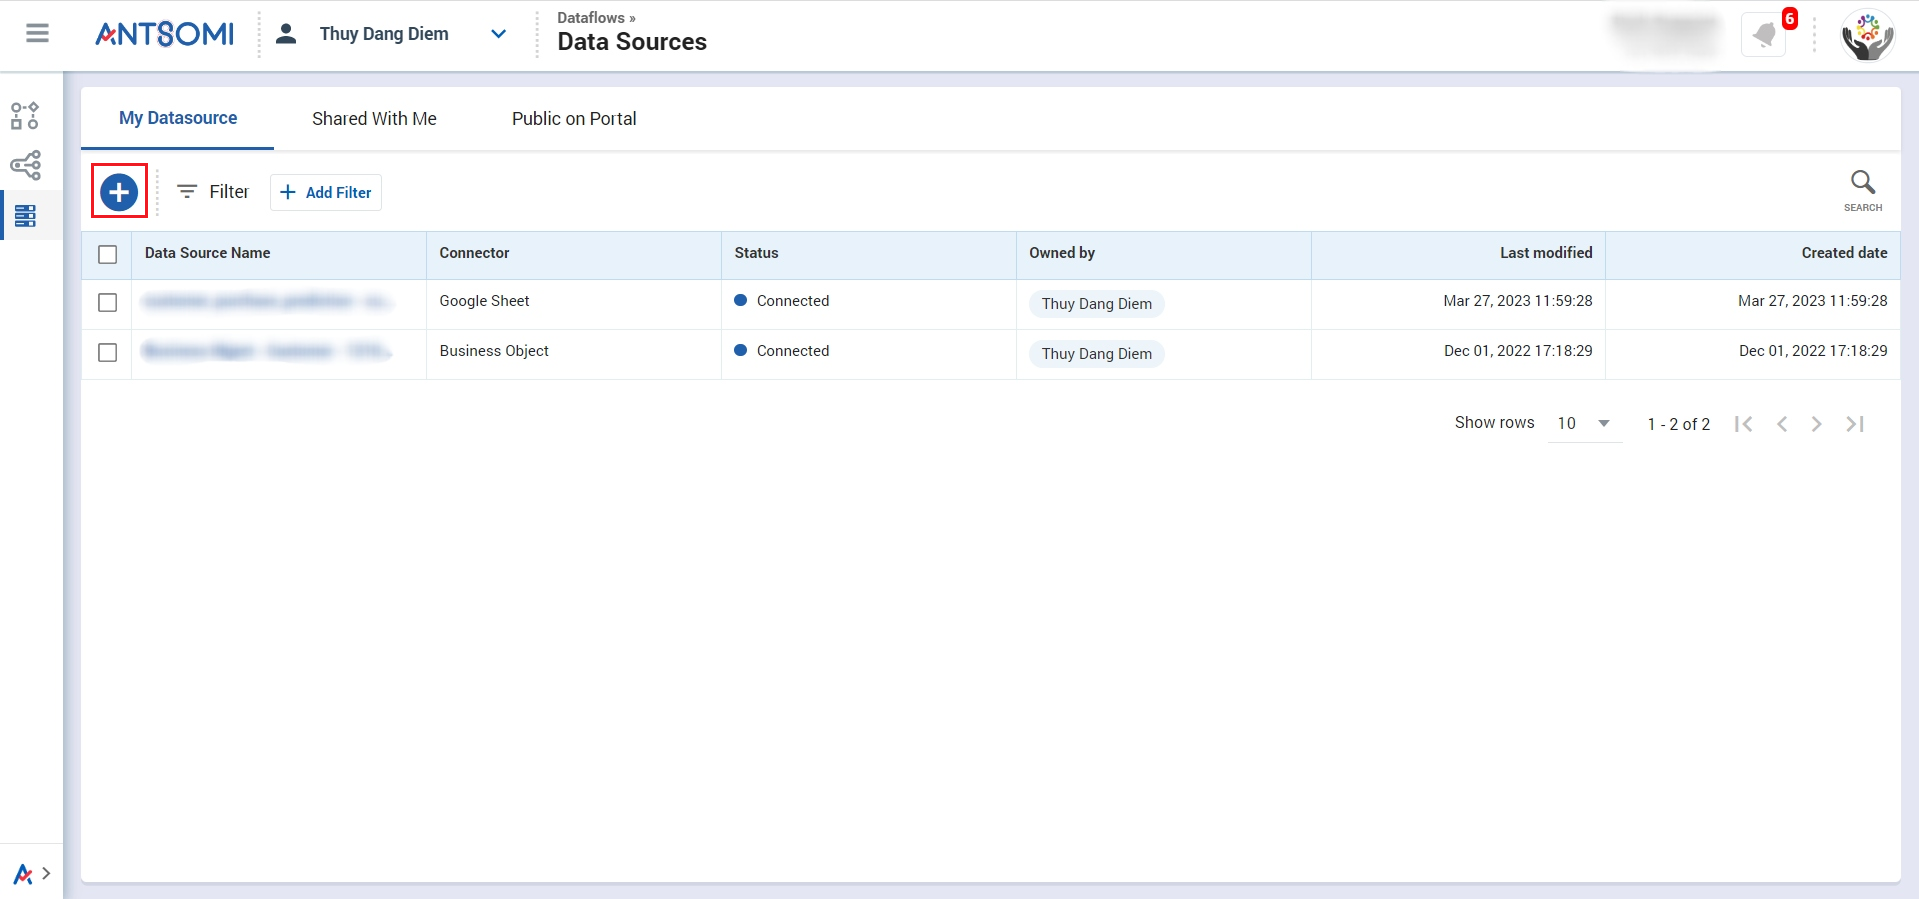 ANTSOMI
Thuy Dang Diem
Dataflows »
Data Sources
6
My Datasource
Shared With Me
Public on Portal
Filter
Add Filter
SEARCH
Data Source Name Connector Status Owned by Last modified Created date
Google Sheet Connected Thuy Dang Diem Mar 27, 2023 11:59:28 Mar 27, 2023 11:59:28
Business Object Connected Thuy Dang Diem Dec 01, 2022 17:18:29 Dec 01, 2022 17:18:29
Show rows 10 1 - 2 of 2